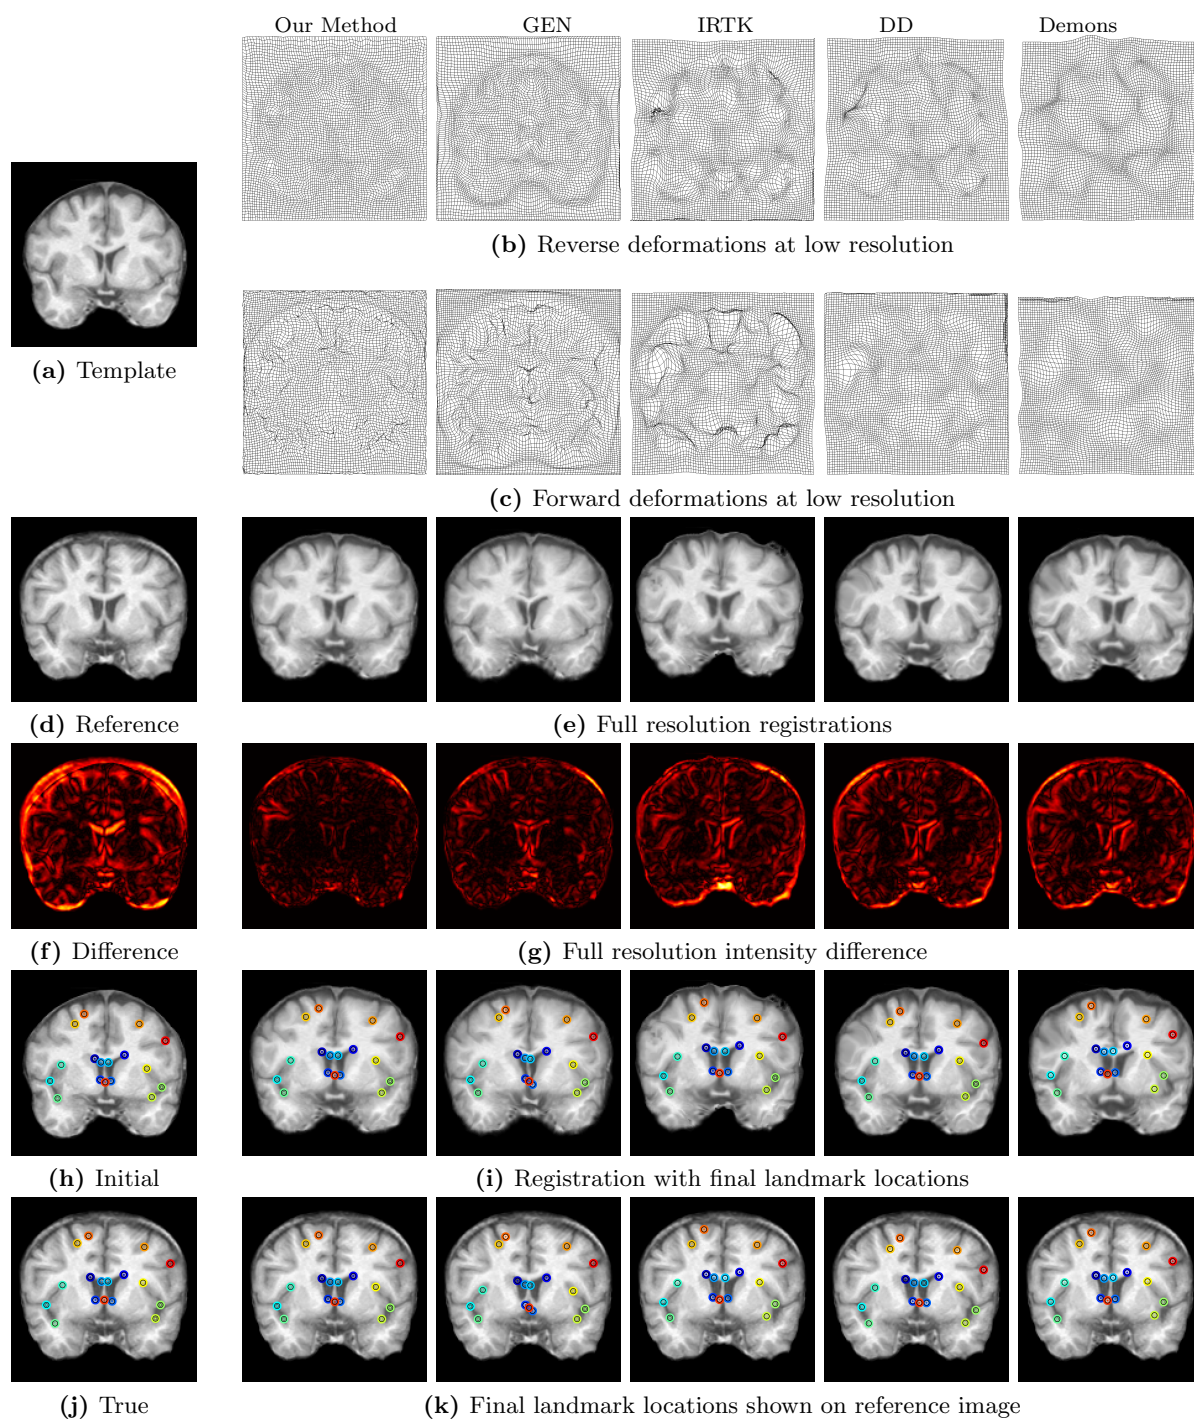 Our Method GEN IRTK DD Demons
(b) Reverse deformations at low resolution
(a) Template
(c) Forward deformations at low resolution
(d) Reference
(e) Full resolution registrations
(f) Difference
(g) Full resolution intensity difference
(h) Initial
(i) Registration with final landmark locations
(j) True
(k) Final landmark locations shown on reference image